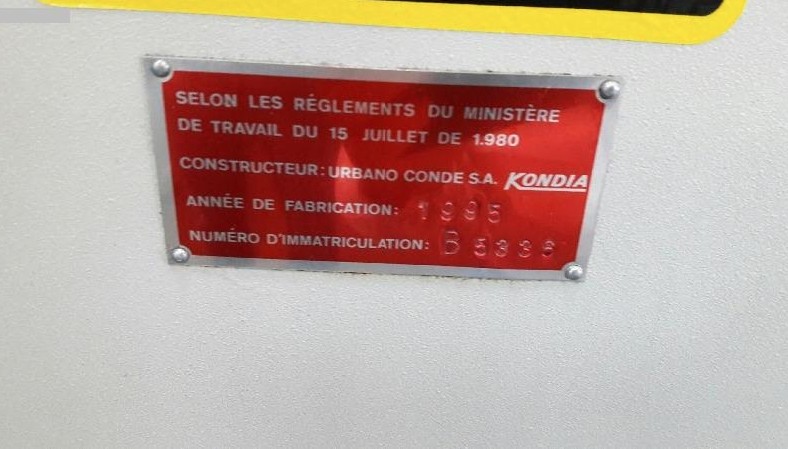 SELON LES RÉGLEMENTS DU MINISTÈRE
DE TRAVAIL DU 15 JUILLET DE 1.980
CONSTRUCTEUR: URBANO CONDE S.A. KONDIA
ANNÉE DE FABRICATION: 1995
NUMÉRO D'IMMATRICULATION: B 5336